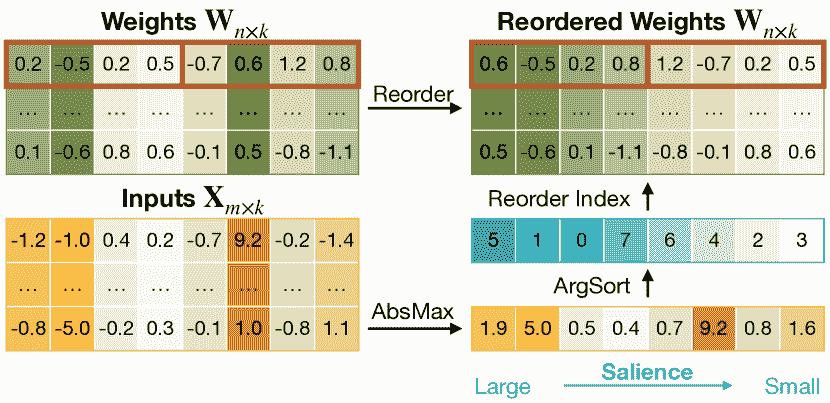 Weights W n×k
0.2 -0.5 0.2 0.5 -0.7 0.6 1.2 0.8
... ... ... ... ... ... ... ...
0.1 -0.6 0.8 0.6 -0.1 0.5 -0.8 -1.1
Reorder
Reordered Weights W n×k
0.6 -0.5 0.2 0.8 1.2 -0.7 0.2 0.5
... ... ... ... ... ... ... ...
0.5 -0.6 0.1 -1.1 -0.8 -0.1 0.8 0.6
Inputs X m×k
-1.2 -1.0 0.4 0.2 -0.7 9.2 -0.2 -1.4
... ... ... ... ... ... ... ...
-0.8 -5.0 -0.2 0.3 -0.1 1.0 -0.8 1.1
AbsMax
Reorder Index
5 1 0 7 6 4 2 3
ArgSort
1.9 5.0 0.5 0.4 0.7 9.2 0.8 1.6
Salience
Large Small